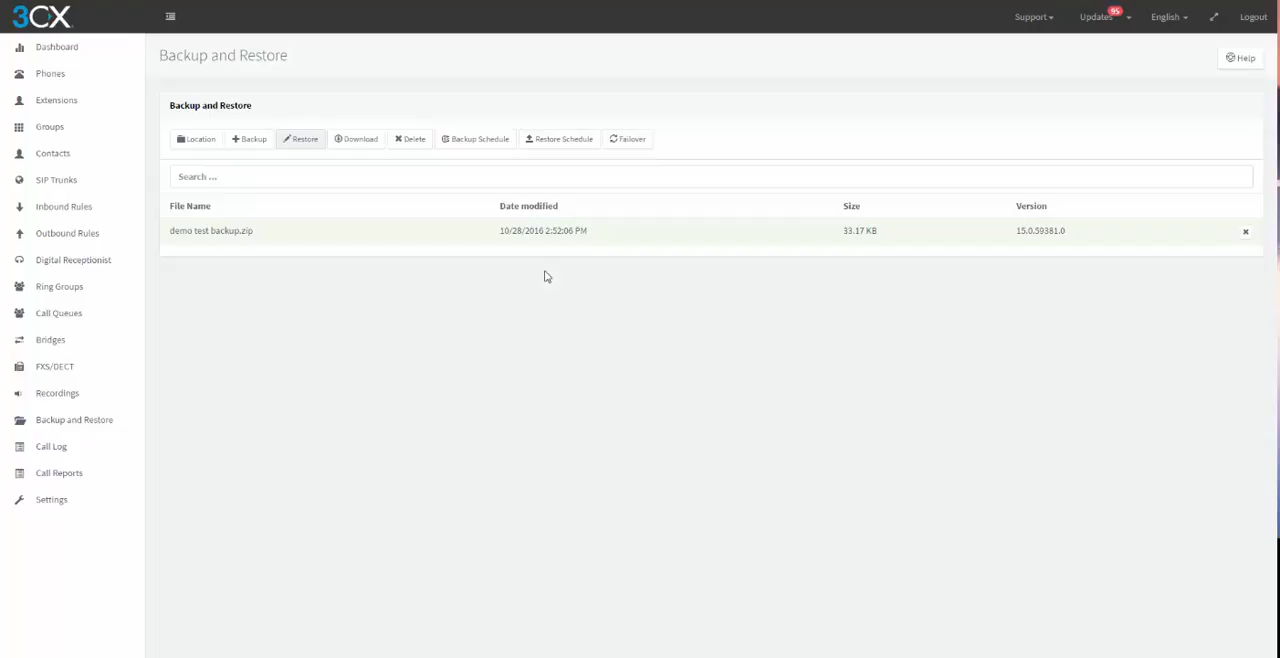 3CX
Support Updates 95 English Logout
Dashboard
Phones
Extensions
Groups
Contacts
SIP Trunks
Inbound Rules
Outbound Rules
Digital Receptionist
Ring Groups
Call Queues
Bridges
FXS/DECT
Recordings
Backup and Restore
Call Log
Call Reports
Settings
Backup and Restore
Help
Backup and Restore
Location Backup Restore Download Delete Backup Schedule Restore Schedule Failover
Search ...
File Name Date modified Size Version
demo test backup.zip 10/28/2016 2:52:06 PM 33.17 KB 15.0.59381.0